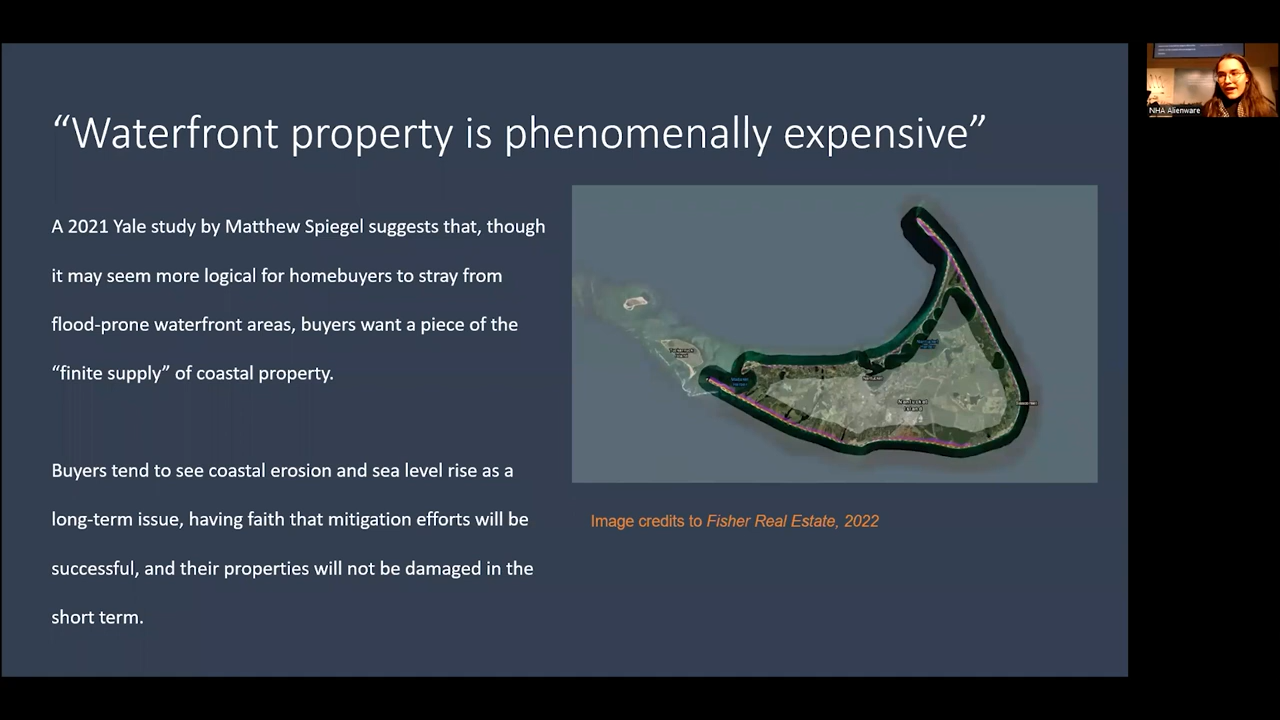 “Waterfront property is phenomenally expensive”
A 2021 Yale study by Matthew Spiegel suggests that, though
it may seem more logical for homebuyers to stray from
flood-prone waterfront areas, buyers want a piece of the
“finite supply” of coastal property.
Buyers tend to see coastal erosion and sea level rise as a
long-term issue, having faith that mitigation efforts will be
successful, and their properties will not be damaged in the
short term.
Image credits to Fisher Real Estate, 2022
NHA Alienware